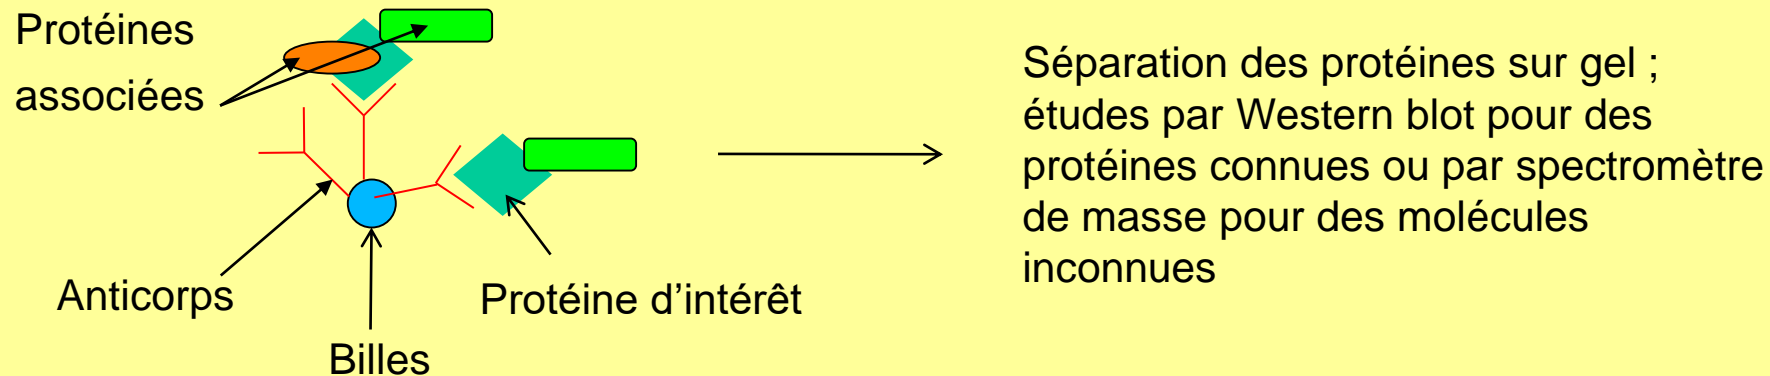 Protéines
associées
Anticorps
Billes
Protéine d’intérêt
Séparation des protéines sur gel ;
études par Western blot pour des
protéines connues ou par spectromètre
de masse pour des molécules
inconnues